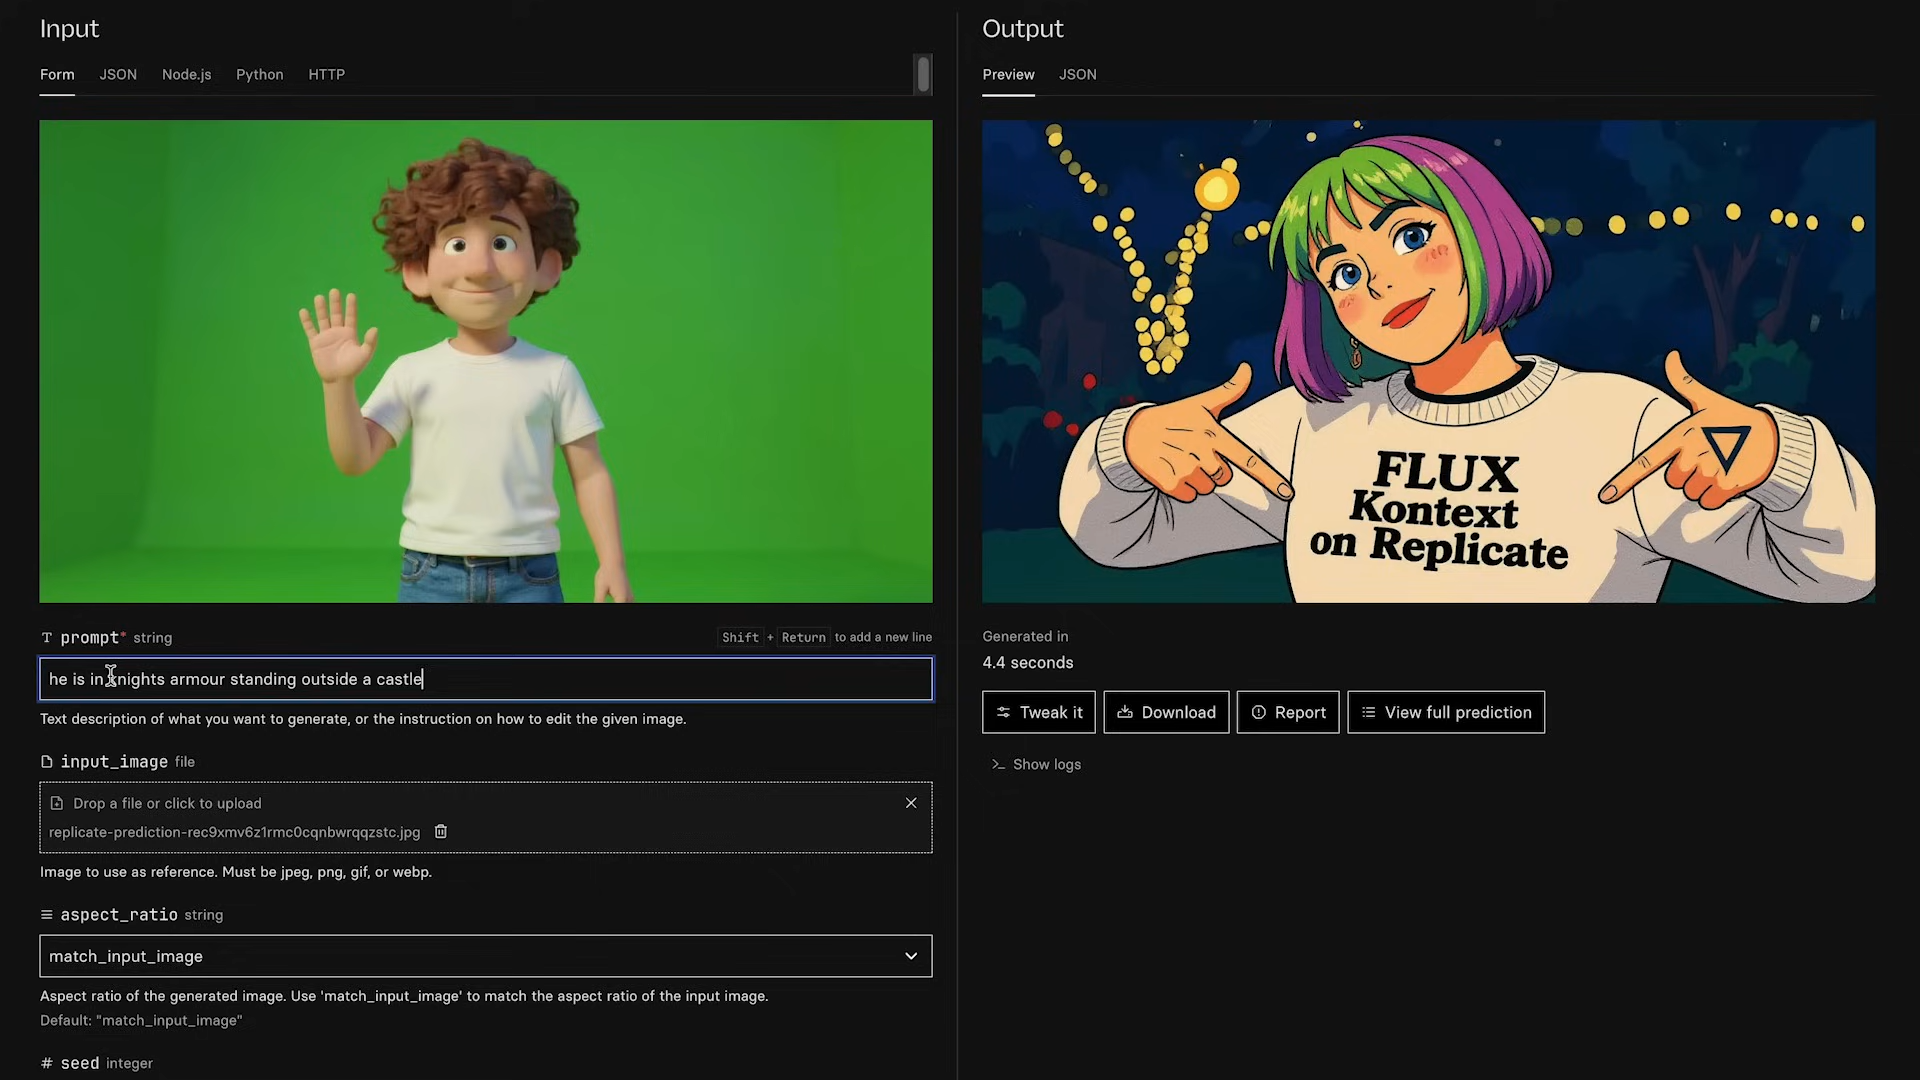 Input
Form JSON Node.js Python HTTP
T prompt* string
Shift + Return to add a new line
he is in knights armour standing outside a castle
Text description of what you want to generate, or the instruction on how to edit the given image.
input_image file
Drop a file or click to upload
replicate-prediction-rec9xmv6z1rmc0cqnbwrqqzstc.jpg
Image to use as reference. Must be jpeg, png, gif, or webp.
aspect_ratio string
match_input_image
Aspect ratio of the generated image. Use 'match_input_image' to match the aspect ratio of the input image.
Default: "match_input_image"
# seed integer
Output
Preview JSON
FLUX
Kontext
on Replicate
Generated in
4.4 seconds
Tweak it Download Report View full prediction
Show logs